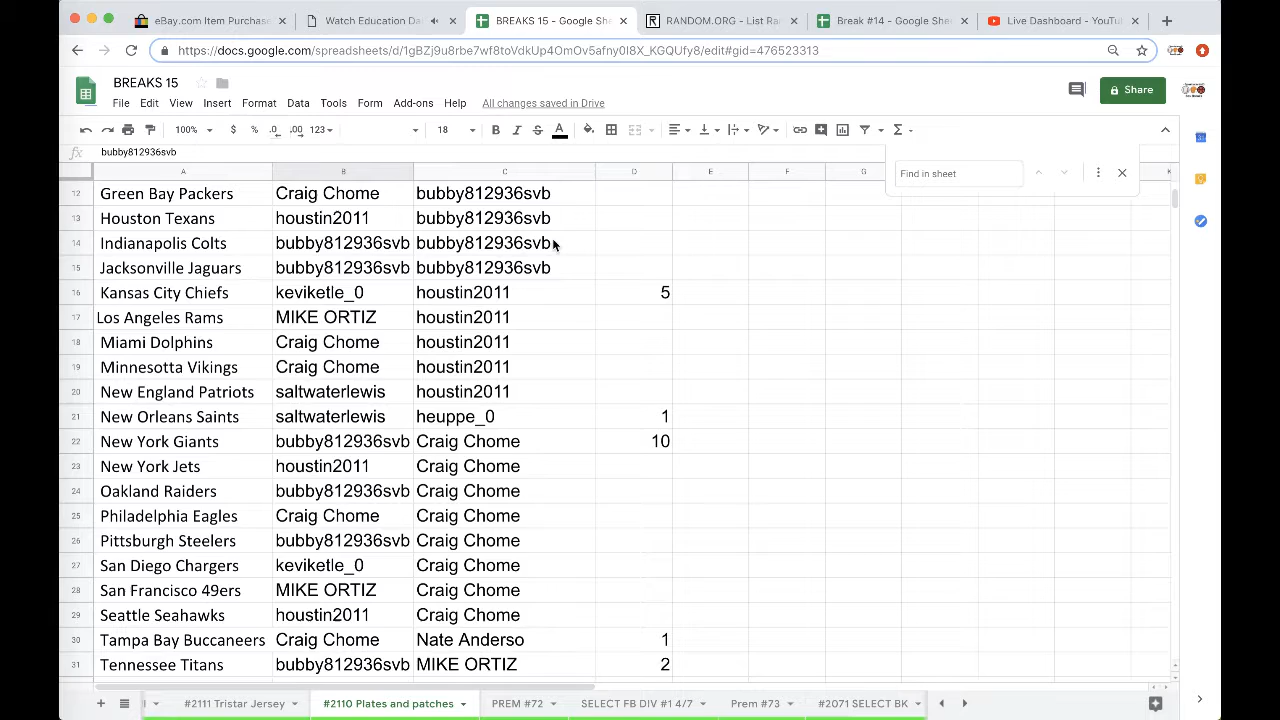 eBay.com Item Purchase
Watch Education Da
BREAKS 15 - Google She
RANDOM.ORG - List Ra
Break #14 - Google Shee
Live Dashboard - YouTu
https://docs.google.com/spreadsheets/d/1gBZj9u8rbe7wf8toVdkUp4OmOv5afny0I8X_KGQUfy8/edit#gid=476523313
BREAKS 15
File Edit View Insert Format Data Tools Form Add-ons Help All changes saved in Drive
Share
100% $ % .0 .00 123 18 B I S A
fx bubby812936svb
Find in sheet
A B C D E F G K
12 Green Bay Packers Craig Chome bubby812936svb
13 Houston Texans houstin2011 bubby812936svb
14 Indianapolis Colts bubby812936svb bubby812936svb
15 Jacksonville Jaguars bubby812936svb bubby812936svb
16 Kansas City Chiefs keviketle_0 houstin2011 5
17 Los Angeles Rams MIKE ORTIZ houstin2011
18 Miami Dolphins Craig Chome houstin2011
19 Minnesotta Vikings Craig Chome houstin2011
20 New England Patriots saltwaterlewis houstin2011
21 New Orleans Saints saltwaterlewis heuppe_0 1
22 New York Giants bubby812936svb Craig Chome 10
23 New York Jets houstin2011 Craig Chome
24 Oakland Raiders bubby812936svb Craig Chome
25 Philadelphia Eagles Craig Chome Craig Chome
26 Pittsburgh Steelers bubby812936svb Craig Chome
27 San Diego Chargers keviketle_0 Craig Chome
28 San Francisco 49ers MIKE ORTIZ Craig Chome
29 Seattle Seahawks houstin2011 Craig Chome
30 Tampa Bay Buccaneers Craig Chome Nate Anderso 1
31 Tennessee Titans bubby812936svb MIKE ORTIZ 2
#2111 Tristar Jersey #2110 Plates and patches PREM #72 SELECT FB DIV #1 4/7 Prem #73 #2071 SELECT BK